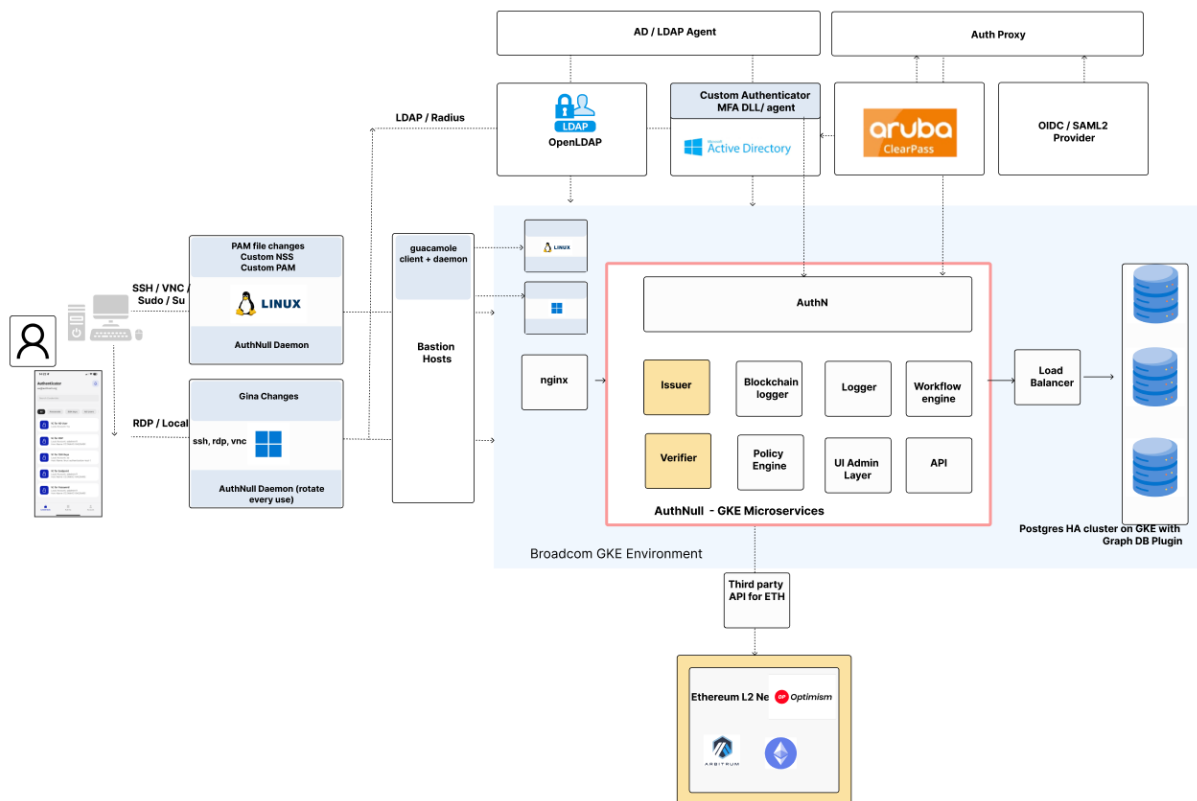 AD / LDAP Agent
Auth Proxy
LDAP / Radius
LDAP
OpenLDAP
Custom Authenticator
MFA DLL/ agent
Microsoft
Active Directory
aruba
ClearPass
OIDC / SAML2
Provider
SSH / VNC /
Sudo / Su
PAM file changes
Custom NSS
Custom PAM
LINUX
AuthNull Daemon
guacamole
client + daemon
Bastion
Hosts
LINUX
nginx
AuthN
Issuer
Blockchain
logger
Logger
Workflow
engine
Verifier
Policy
Engine
UI Admin
Layer
API
AuthNull - GKE Microservices
Load
Balancer
Postgres HA cluster on GKE with
Graph DB Plugin
Broadcom GKE Environment
RDP / Local
Gina Changes
ssh, rdp, vnc
AuthNull Daemon (rotate
every use)
Third party
API for ETH
Ethereum L2 Ne
OP Optimism
ARBITRUM